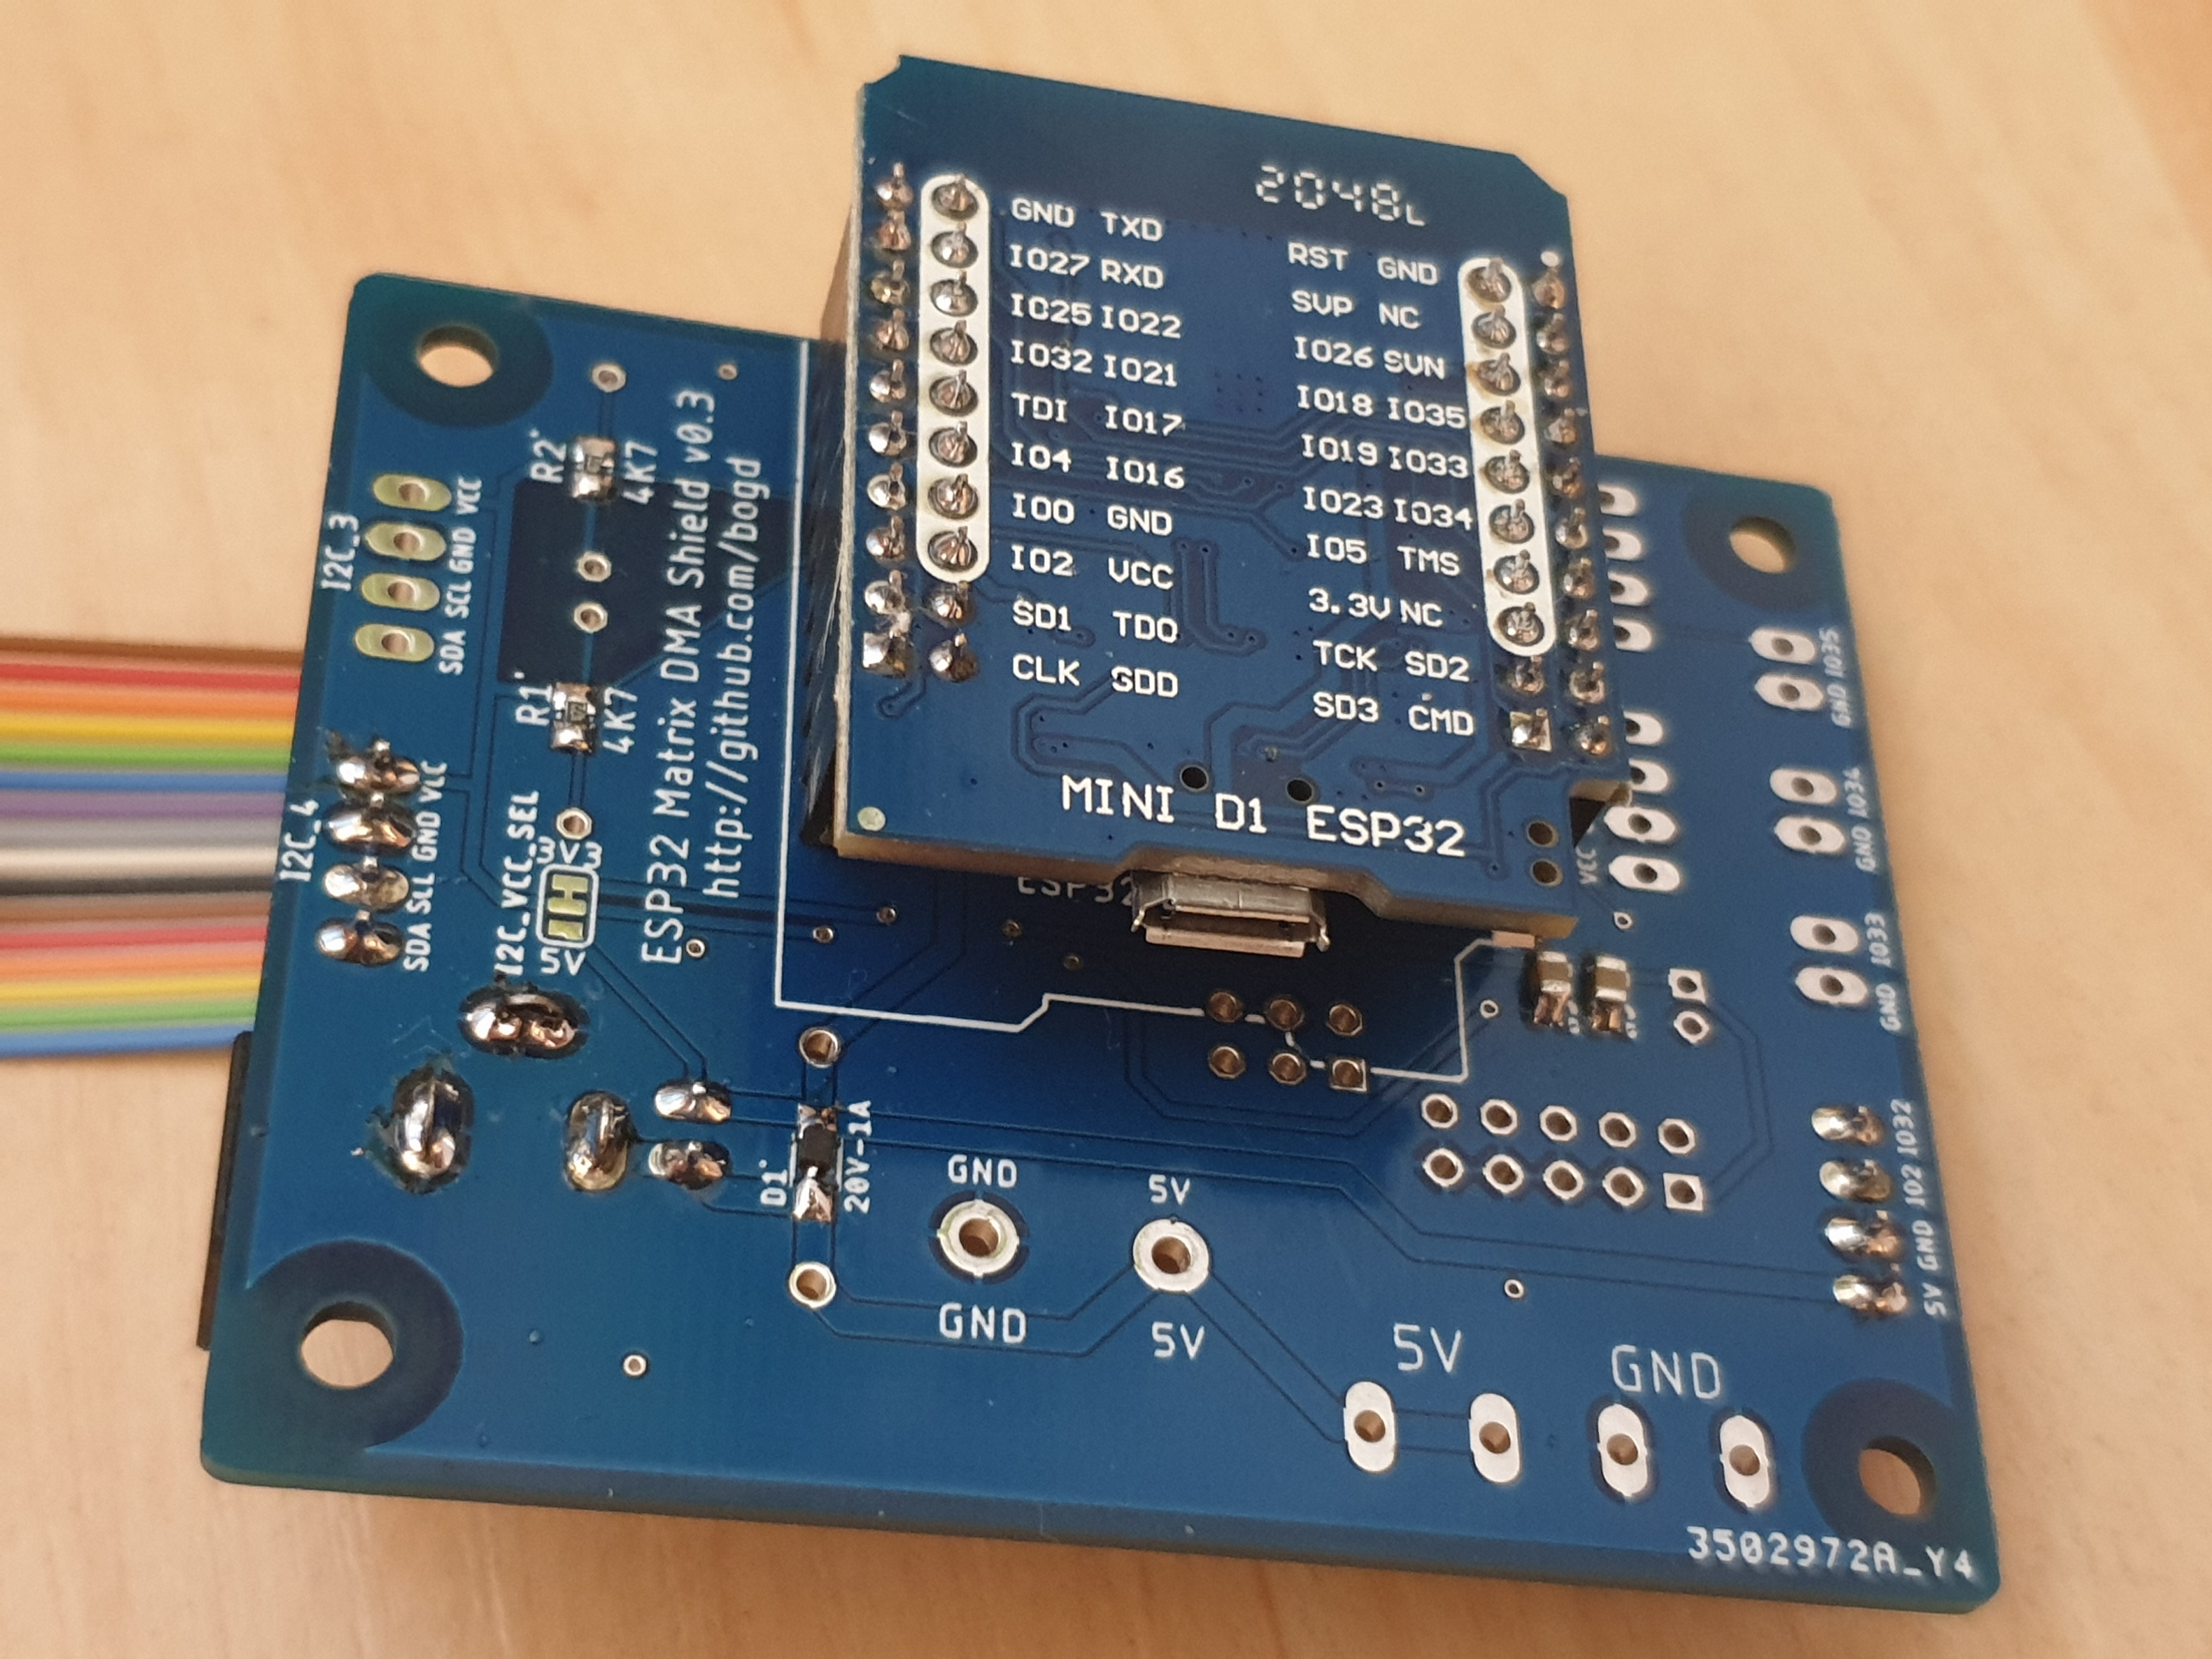 2048L
GND TXD
IO27 RXD
IO25 IO22
IO32 IO21
TDI IO17
IO4 IO16
IO0 GND
IO2 VCC
SD1 TDO
CLK SDD
RST GND
SVP NC
IO26 SVN
IO18 IO35
IO19 IO33
IO23 IO34
IO5 TMS
3.3V NC
TCK SD2
SD3 CMD
MINI D1 ESP32
ESP32
I2C_3
SDA SCL GND VCC
R2
4K7
R1
4K7
ESP32 Matrix DMA Shield v0.3
http://github.com/bogd
I2C_4
SDA SCL GND VCC
I2C_VCC_SEL
5V
3V3
D1
20V-1A
GND
GND
5V
5V
5V
GND
VCC
GND IO35
GND IO34
GND IO33
5V GND IO2 IO32
3502972A_Y4